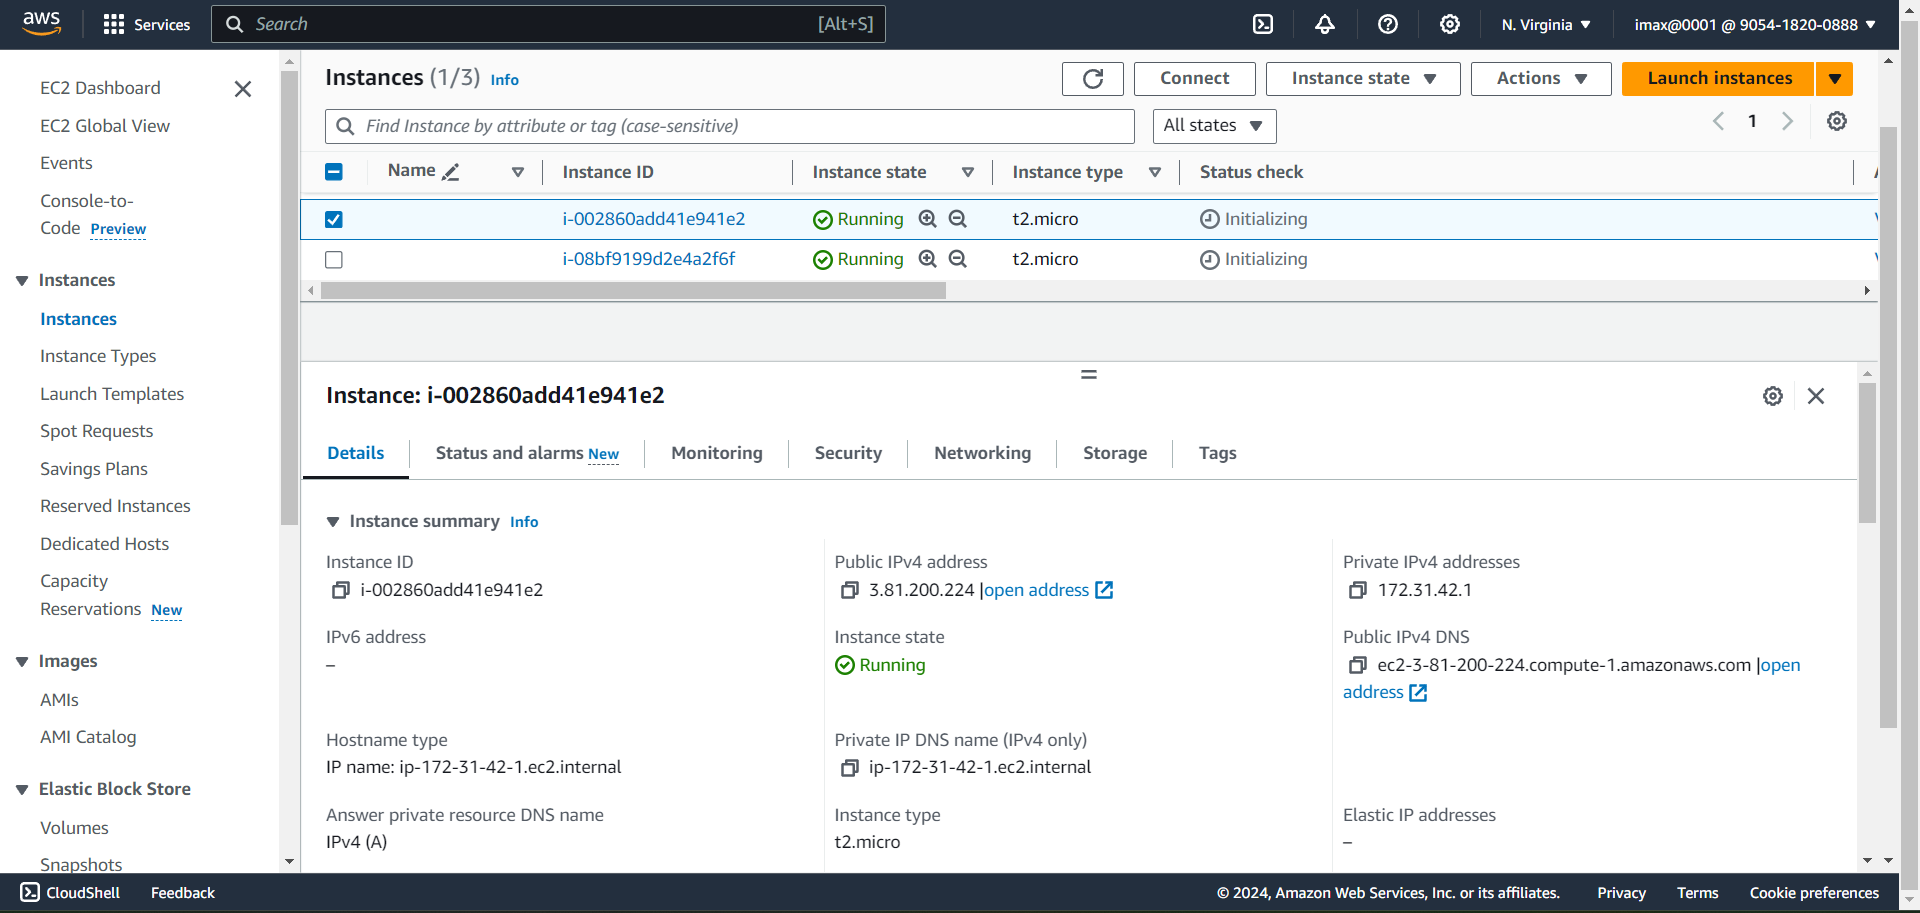 aws Services Search [Alt+S] N. Virginia imax@0001 @ 9054-1820-0888
EC2 Dashboard
EC2 Global View
Events
Console-to-
Code Preview
Instances
Instances
Instance Types
Launch Templates
Spot Requests
Savings Plans
Reserved Instances
Dedicated Hosts
Capacity
Reservations New
Images
AMIs
AMI Catalog
Elastic Block Store
Volumes
Snapshots
Instances (1/3) Info Connect Instance state Actions Launch instances
Find Instance by attribute or tag (case-sensitive) All states 1
Name Instance ID Instance state Instance type Status check
i-002860add41e941e2 Running t2.micro Initializing
i-08bf9199d2e4a2f6f Running t2.micro Initializing
Instance: i-002860add41e941e2
Details Status and alarms New Monitoring Security Networking Storage Tags
Instance summary Info
Instance ID Public IPv4 address Private IPv4 addresses
i-002860add41e941e2 3.81.200.224 |open address 172.31.42.1
IPv6 address Instance state Public IPv4 DNS
– Running ec2-3-81-200-224.compute-1.amazonaws.com |open
address
Hostname type Private IP DNS name (IPv4 only)
IP name: ip-172-31-42-1.ec2.internal ip-172-31-42-1.ec2.internal
Answer private resource DNS name Instance type Elastic IP addresses
IPv4 (A) t2.micro –
CloudShell Feedback © 2024, Amazon Web Services, Inc. or its affiliates. Privacy Terms Cookie preferences